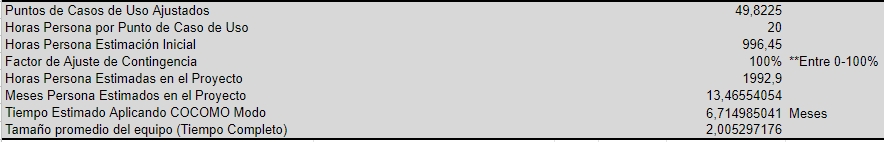 Puntos de Casos de Uso Ajustados 49,8225
Horas Persona por Punto de Caso de Uso 20
Horas Persona Estimación Inicial 996,45
Factor de Ajuste de Contingencia 100% **Entre 0-100%
Horas Persona Estimadas en el Proyecto 1992,9
Meses Persona Estimados en el Proyecto 13,46554054
Tiempo Estimado Aplicando COCOMO Modo 6,714985041 Meses
Tamaño promedio del equipo (Tiempo Completo) 2,005297176